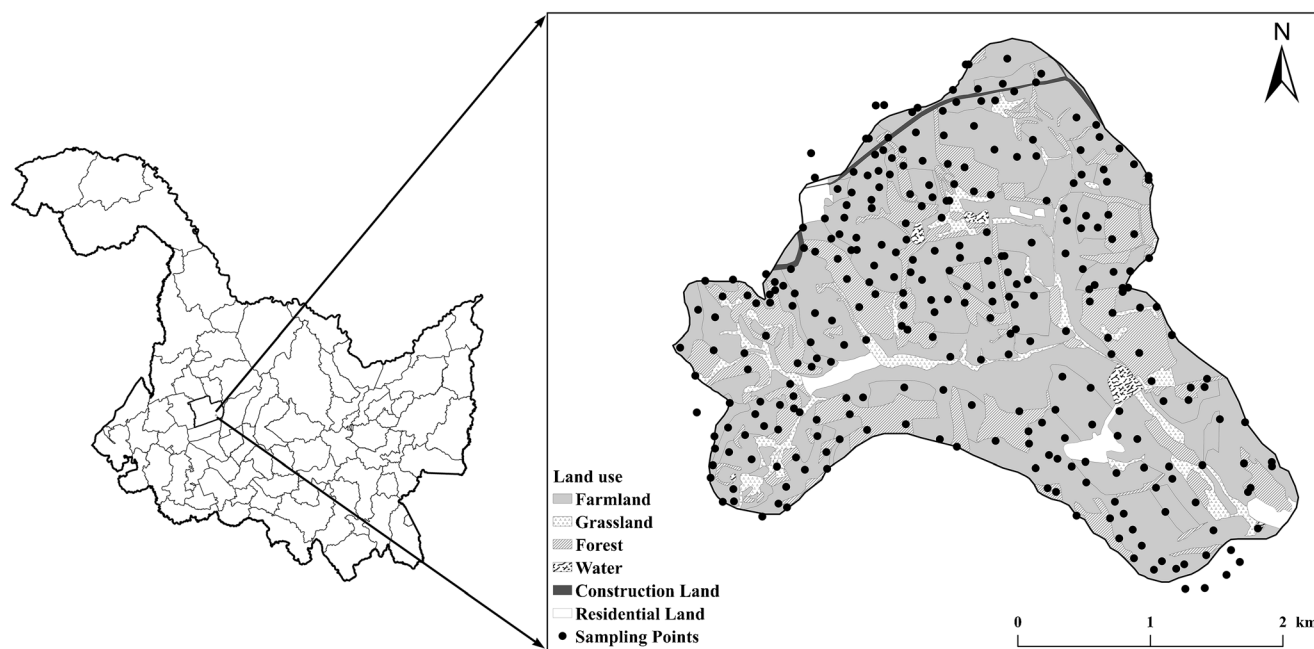 N
Land use
Farmland
Grassland
Forest
Water
Construction Land
Residential Land
Sampling Points
0 1 2 km